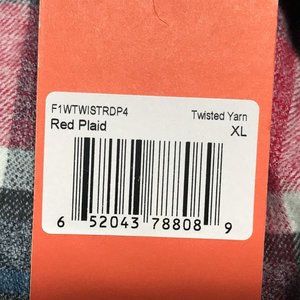 F1WTWISTRDP4 Twisted Yarn
Red Plaid XL
6 52043 78808 9